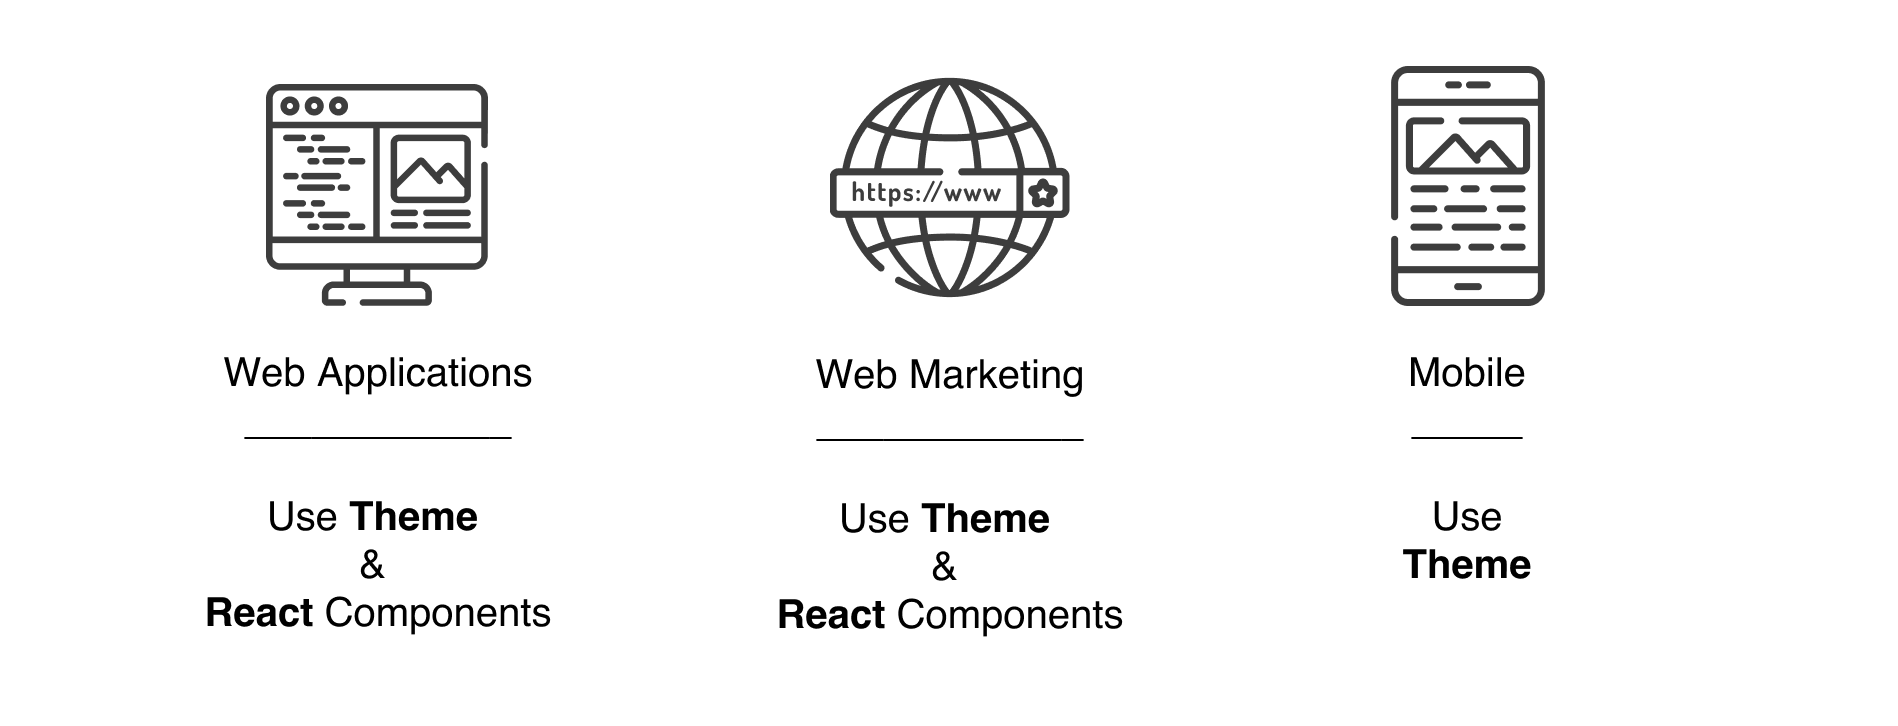 https://www
Web Applications
Use Theme
&
React Components
Web Marketing
Use Theme
&
React Components
Mobile
Use
Theme